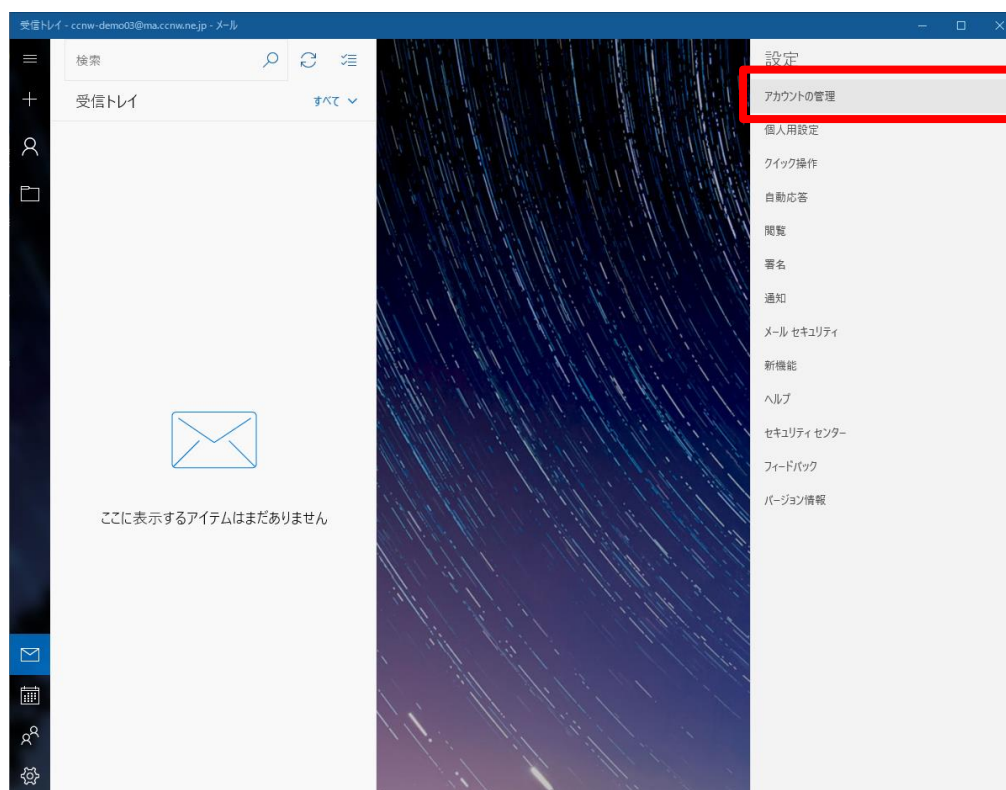 受信トレイ - ccnw-demo03@ma.ccnw.ne.jp - メール
検索
受信トレイ
すべて
ここに表示するアイテムはまだありません
設定
アカウントの管理
個人用設定
クイック操作
自動応答
閲覧
署名
通知
メール セキュリティ
新機能
ヘルプ
セキュリティ センター
フィードバック
バージョン情報